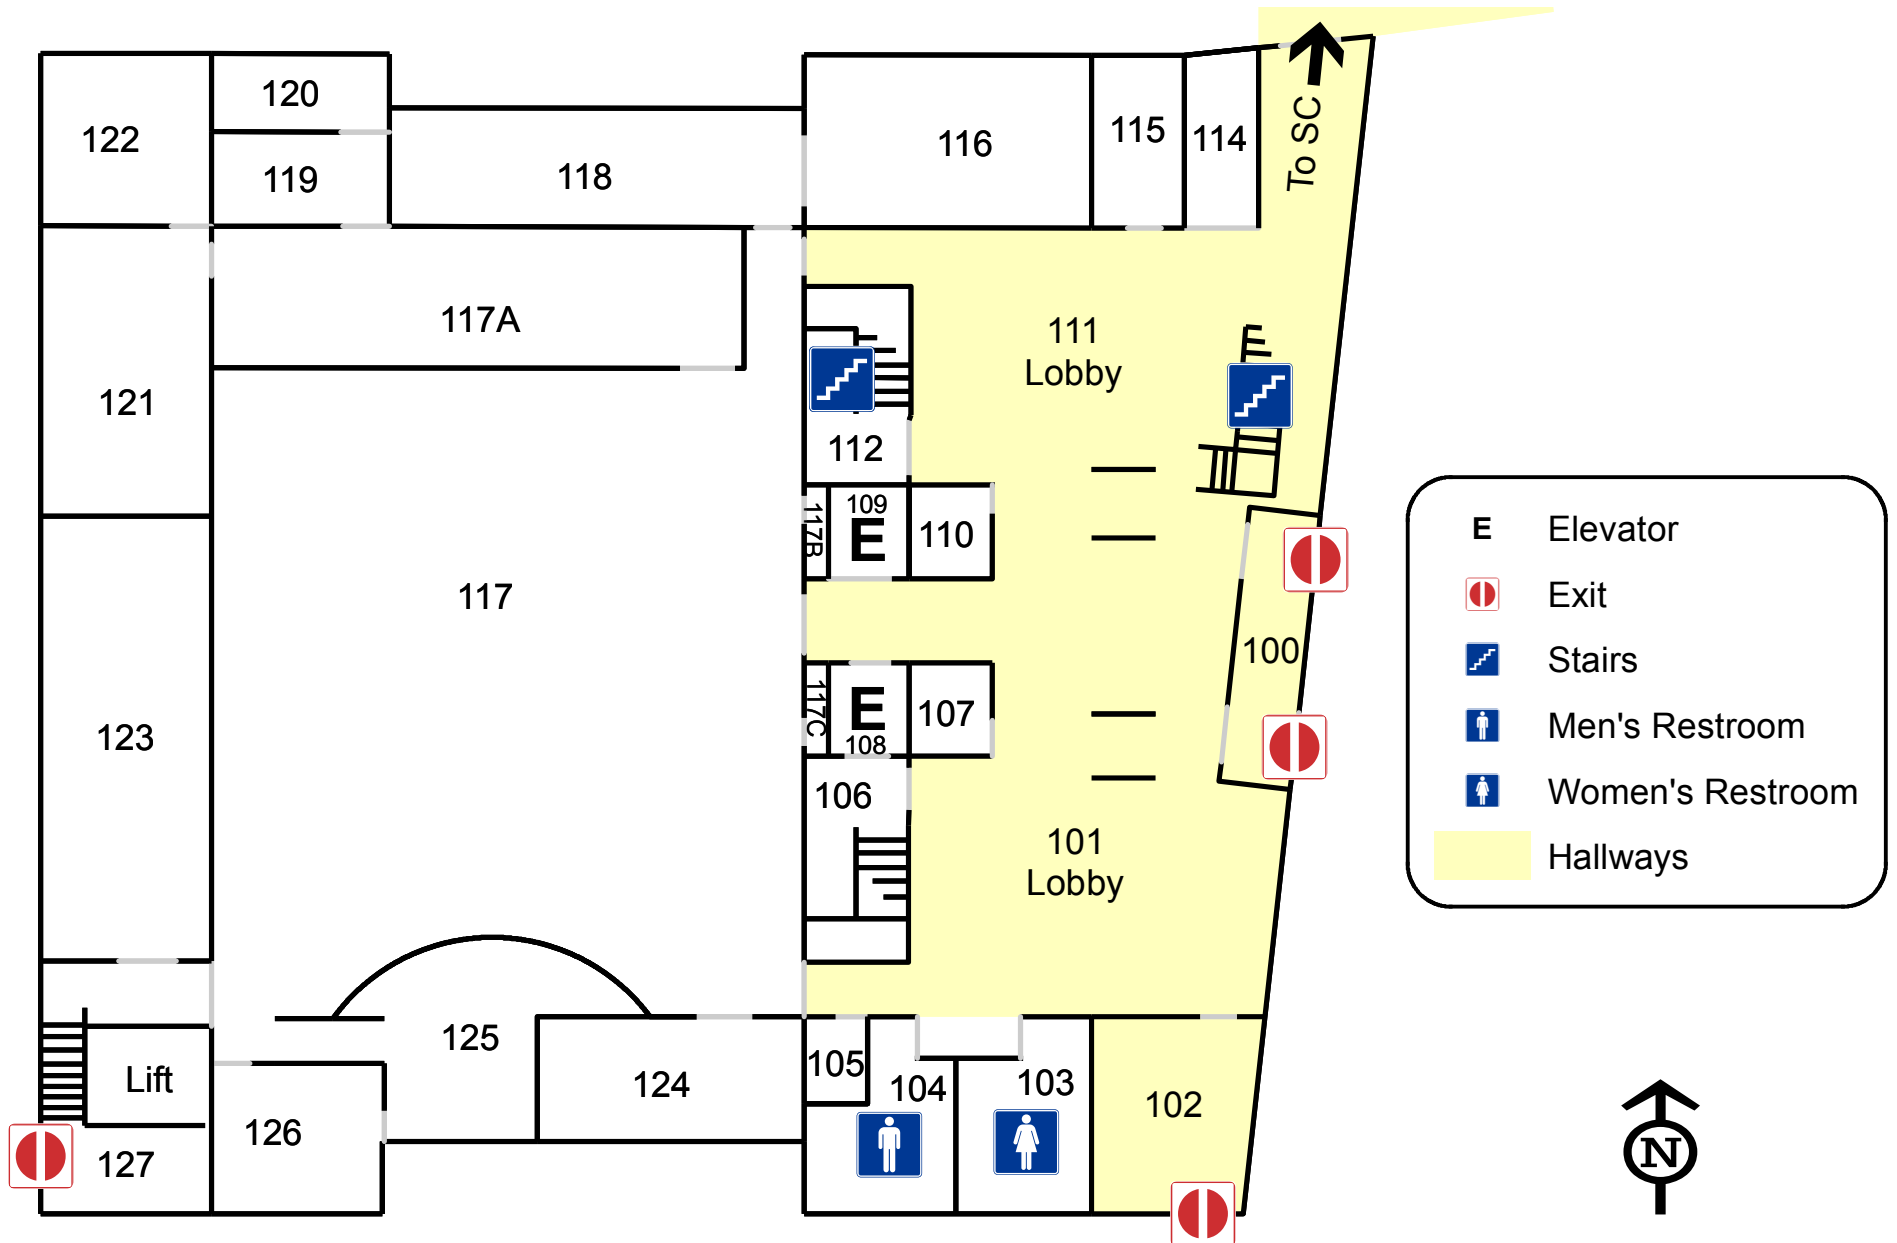 120
122
119
118
116
115
114
To SC
117A
121
111
Lobby
112
109
E
117B
110
117
123
100
117C
E
108
107
106
101
Lobby
125
124
105
104
103
102
Lift
126
127
E Elevator
Exit
Stairs
Men's Restroom
Women's Restroom
Hallways
N